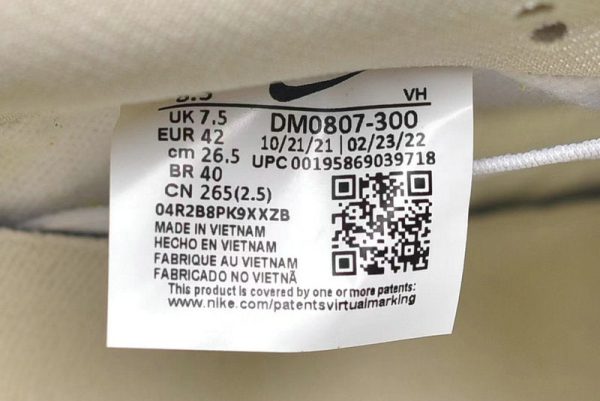 VH
UK 7.5
EUR 42
cm 26.5
BR 40
CN 265(2.5)
DM0807-300
10/21/21 | 02/23/22
UPC 00195869039718
04R2B8PK9XXZB
MADE IN VIETNAM
HECHO EN VIETNAM
FABRIQUE AU VIETNAM
FABRICADO NO VIETNÃ
This product is covered by one or more patents:
www.nike.com/patentsvirtualmarking